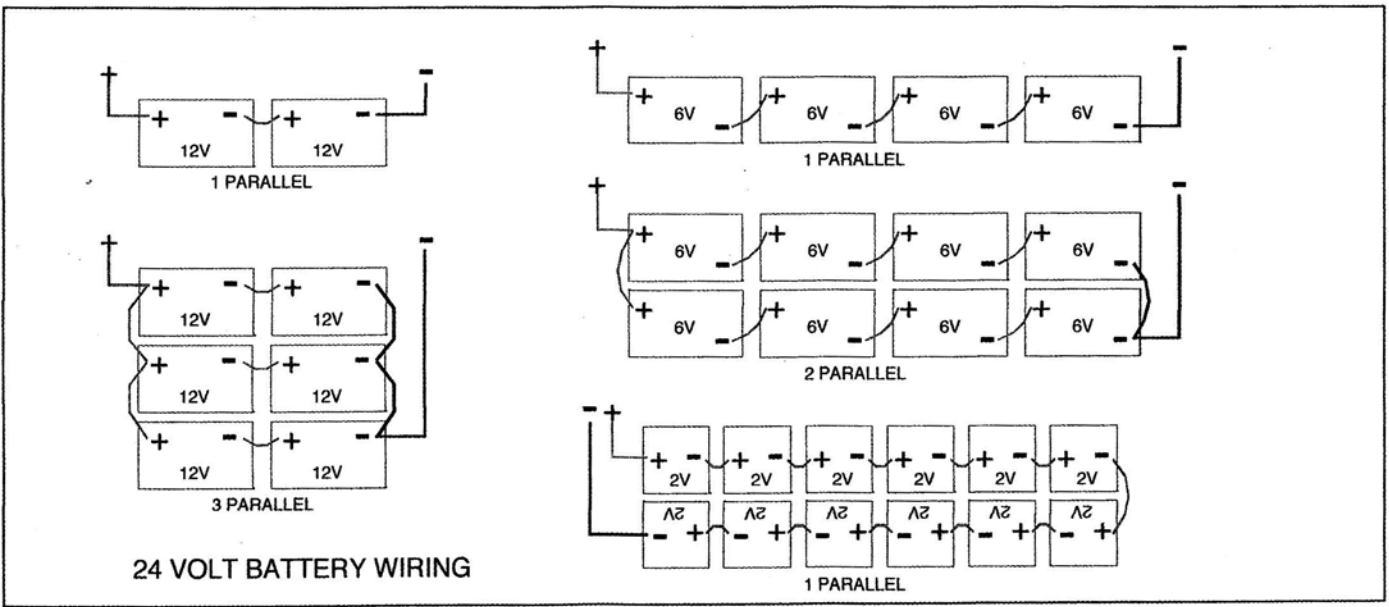 + -
+ - + -
12V 12V
1 PARALLEL
+ -
+ - + -
12V 12V
+ - + -
12V 12V
+ - + -
12V 12V
3 PARALLEL
24 VOLT BATTERY WIRING
+ -
+ + + +
6V 6V 6V 6V
- - - -
1 PARALLEL
+ -
+ + + +
6V 6V 6V 6V
- - - -
+ + + +
6V 6V 6V 6V
- - - -
2 PARALLEL
- +
+ - + - + - + - + - + -
2V 2V 2V 2V 2V 2V
2V 2V 2V 2V 2V 2V
- + - + - + - + - + - +
1 PARALLEL